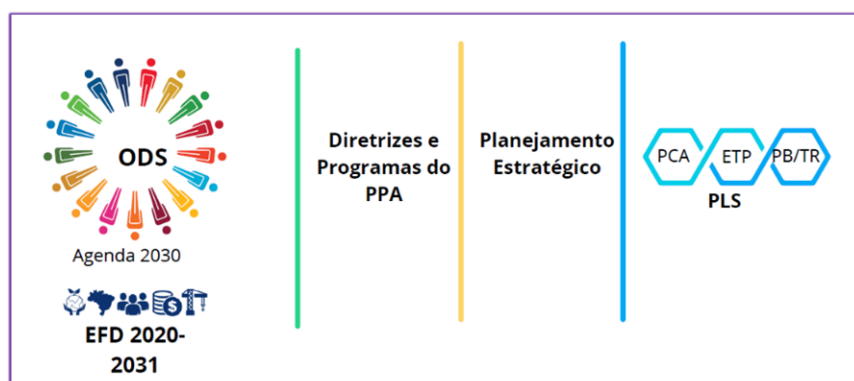 ODS
Agenda 2030
EFD 2020-
2031
Diretrizes e
Programas do
PPA
Planejamento
Estratégico
PCA
ETP
PB/TR
PLS